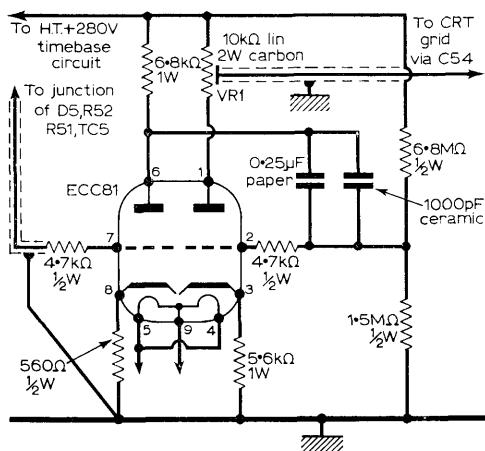 To H.T.+280V
timebase
circuit
6·8kΩ
1W
10kΩ lin
2W carbon
VR1
To CRT
grid
via C54
To junction
of D5,R52
R51,TC5
6·8MΩ
½W
0·25µF
paper
1000pF
ceramic
ECC81
6
1
7
2
4·7kΩ
½W
4·7kΩ
½W
8
3
5
9
4
1·5MΩ
½W
560Ω
½W
5·6kΩ
1W